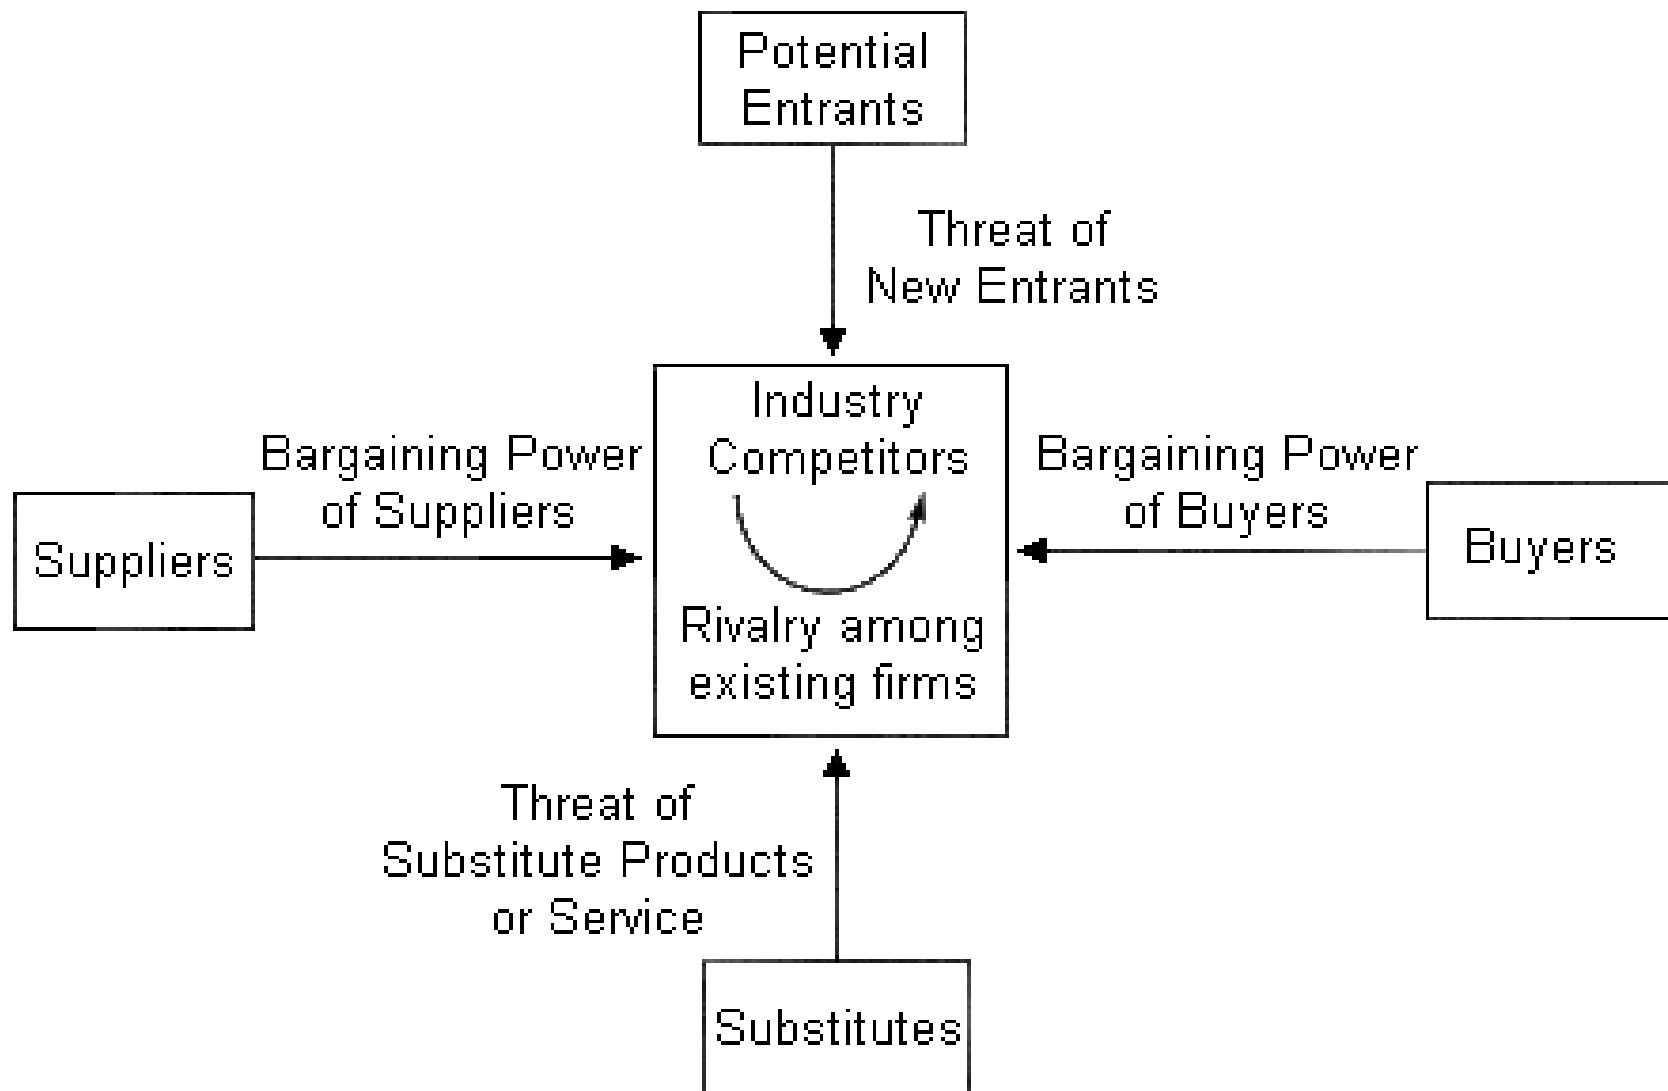 Potential
Entrants
Threat of
New Entrants
Industry
Competitors
Bargaining Power
of Suppliers
Bargaining Power
of Buyers
Suppliers
Buyers
Rivalry among
existing firms
Threat of
Substitute Products
or Service
Substitutes